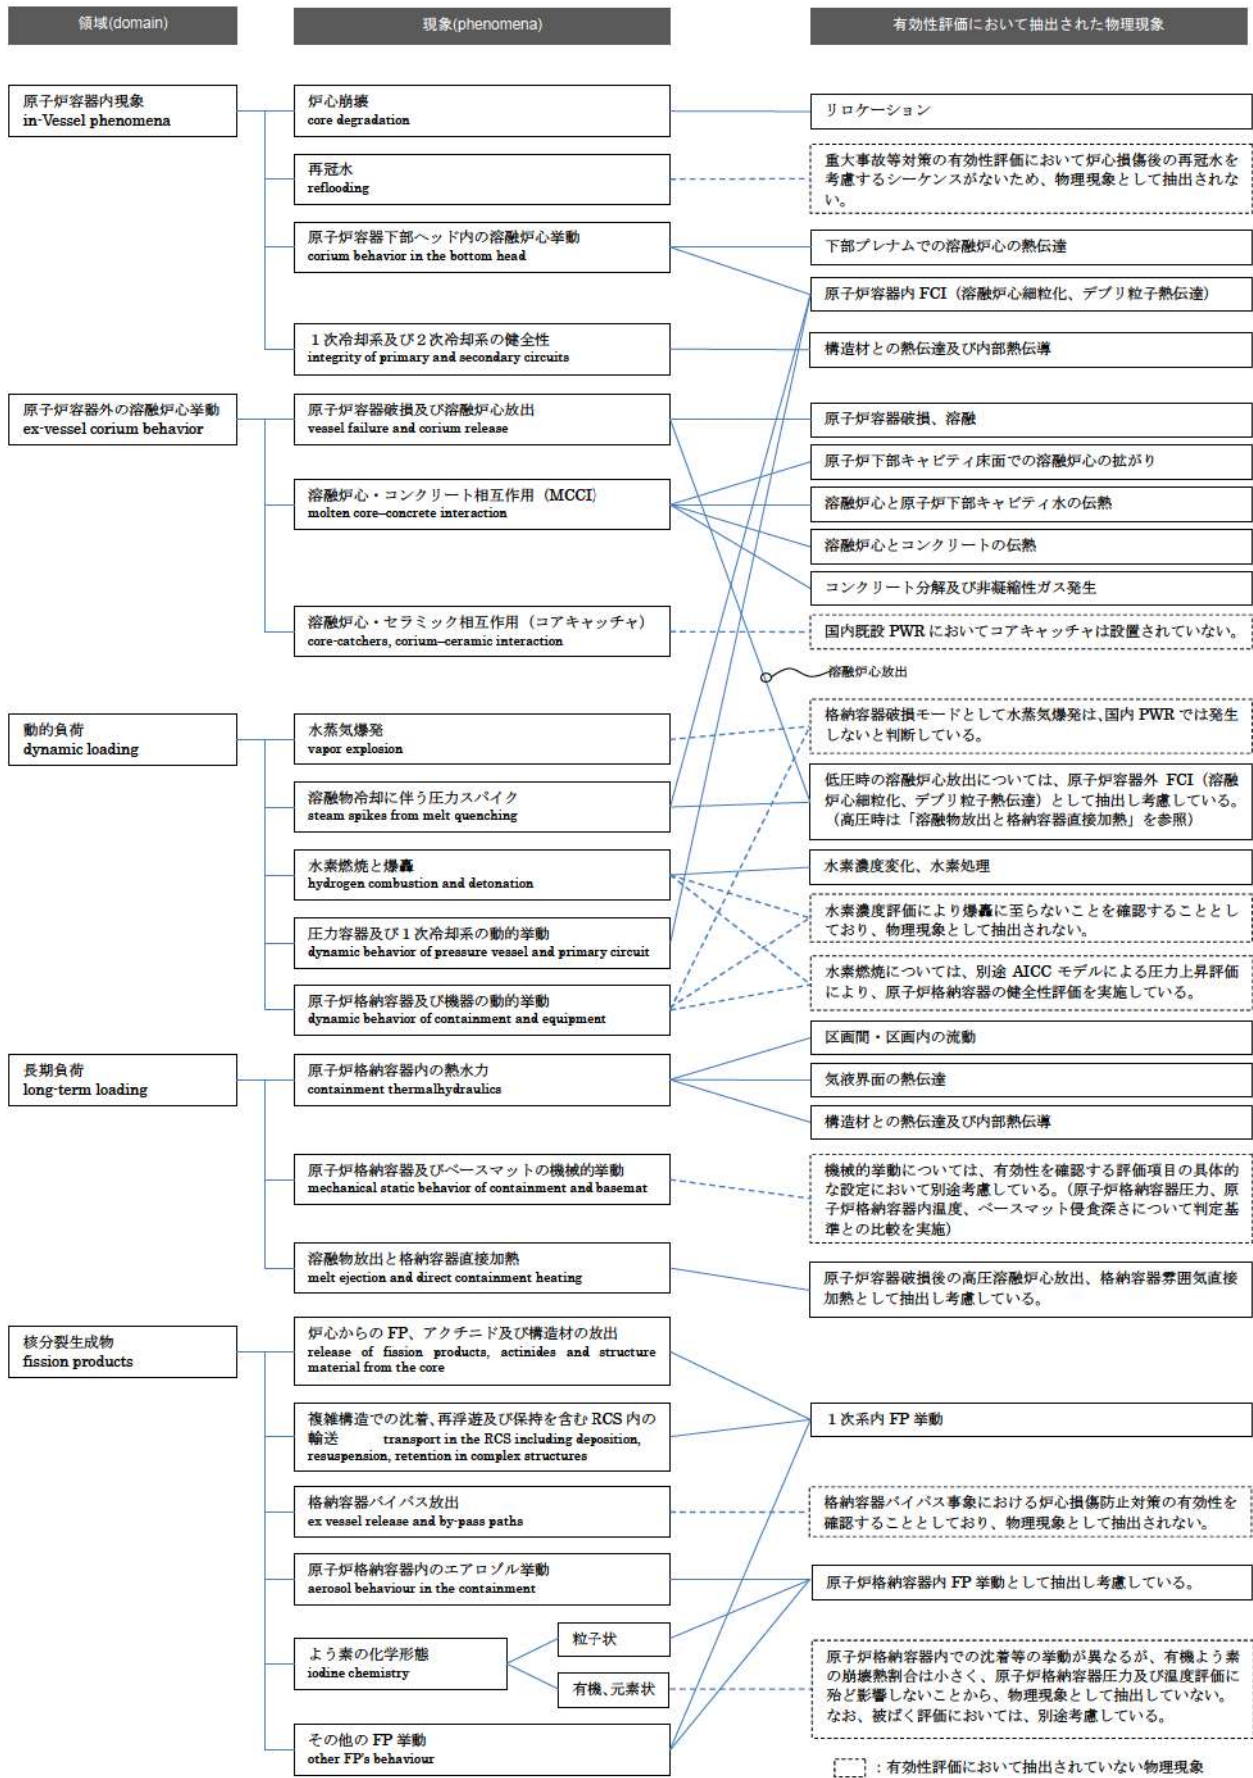 領域(domain)
現象(phenomena)
有効性評価において抽出された物理現象
原子炉容器内現象
in-Vessel phenomena
炉心崩壊
core degradation
リロケーション
再冠水
reflooding
重大事故等対策の有効性評価において炉心損傷後の再冠水を
考慮するシーケンスがないため、物理現象として抽出されな
い。
原子炉容器下部ヘッド内の溶融炉心挙動
corium behavior in the bottom head
下部プレナムでの溶融炉心の熱伝達
原子炉容器内 FCI（溶融炉心細粒化、デブリ粒子熱伝達）
１次冷却系及び２次冷却系の健全性
integrity of primary and secondary circuits
構造材との熱伝達及び内部熱伝導
原子炉容器外の溶融炉心挙動
ex-vessel corium behavior
原子炉容器破損及び溶融炉心放出
vessel failure and corium release
原子炉容器破損、溶融
原子炉下部キャビティ床面での溶融炉心の拡がり
溶融炉心・コンクリート相互作用（MCCI）
molten core–concrete interaction
溶融炉心と原子炉下部キャビティ水の伝熱
溶融炉心とコンクリートの伝熱
コンクリート分解及び非凝縮性ガス発生
溶融炉心・セラミック相互作用（コアキャッチャ）
core-catchers, corium–ceramic interaction
国内既設 PWR においてコアキャッチャは設置されていない。
溶融炉心放出
動的負荷
dynamic loading
水蒸気爆発
vapor explosion
格納容器破損モードとして水蒸気爆発は、国内 PWR では発生
しないと判断している。
溶融物冷却に伴う圧力スパイク
steam spikes from melt quenching
低圧時の溶融炉心放出については、原子炉容器外 FCI（溶融
炉心細粒化、デブリ粒子熱伝達）として抽出し考慮している。
（高圧時は「溶融物放出と格納容器直接加熱」を参照）
水素燃焼と爆轟
hydrogen combustion and detonation
水素濃度変化、水素処理
水素濃度評価により爆轟に至らないことを確認することとし
ており、物理現象として抽出されない。
圧力容器及び１次冷却系の動的挙動
dynamic behavior of pressure vessel and primary circuit
水素燃焼については、別途 AICC モデルによる圧力上昇評価
により、原子炉格納容器の健全性評価を実施している。
原子炉格納容器及び機器の動的挙動
dynamic behavior of containment and equipment
区画間・区画内の流動
長期負荷
long-term loading
原子炉格納容器内の熱水力
containment thermalhydraulics
気液界面の熱伝達
構造材との熱伝達及び内部熱伝導
原子炉格納容器及びベースマットの機械的挙動
mechanical static behavior of containment and basemat
機械的挙動については、有効性を確認する評価項目の具体的
な設定において別途考慮している。（原子炉格納容器圧力、原
子炉格納容器内温度、ベースマット侵食深さについて判定基
準との比較を実施）
溶融物放出と格納容器直接加熱
melt ejection and direct containment heating
原子炉容器破損後の高圧溶融炉心放出、格納容器雰囲気直接
加熱として抽出し考慮している。
核分裂生成物
fission products
炉心からの FP、アクチニド及び構造材の放出
release of fission products, actinides and structure
material from the core
複雑構造での沈着、再浮遊及び保持を含む RCS 内の
輸送 transport in the RCS including deposition,
resuspension, retention in complex structures
１次系内 FP 挙動
格納容器バイパス放出
ex vessel release and by-pass paths
格納容器バイパス事象における炉心損傷防止対策の有効性を
確認することとしており、物理現象として抽出されない。
原子炉格納容器内のエアロゾル挙動
aerosol behaviour in the containment
原子炉格納容器内 FP 挙動として抽出し考慮している。
よう素の化学形態
iodine chemistry
粒子状
有機、元素状
原子炉格納容器内での沈着等の挙動が異なるが、有機よう素
の崩壊熱割合は小さく、原子炉格納容器圧力及び温度評価に
殆ど影響しないことから、物理現象として抽出していない。
なお、被ばく評価においては、別途考慮している。
その他の FP 挙動
other FP's behaviour
：有効性評価において抽出されていない物理現象